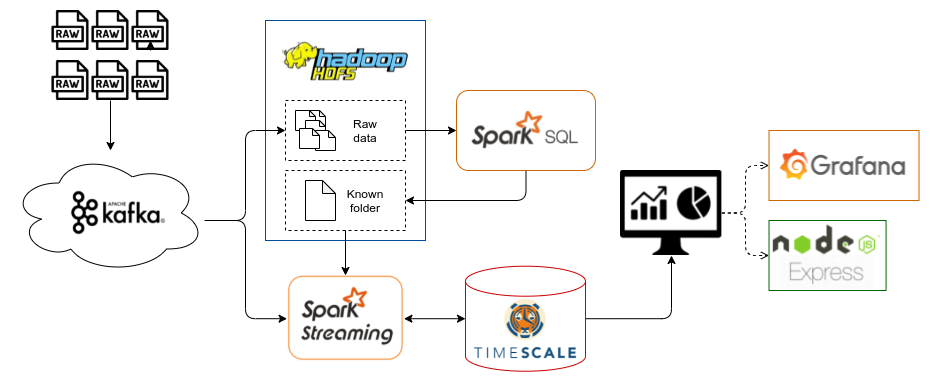 RAW RAW RAW
RAW RAW RAW
APACHE
kafka®
hadoop
HDFS
Raw
data
Known
folder
Spark SQL
Spark
Streaming
TIMESCALE
Grafana
node
JS
Express